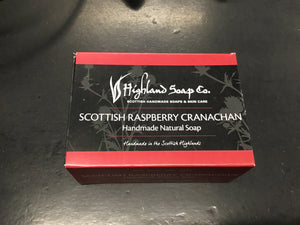 Highland Soap Co.
SCOTTISH HANDMADE SOAPS & SKIN CARE
SCOTTISH RASPBERRY CRANACHAN
Handmade Natural Soap
Handmade in the Scottish Highlands